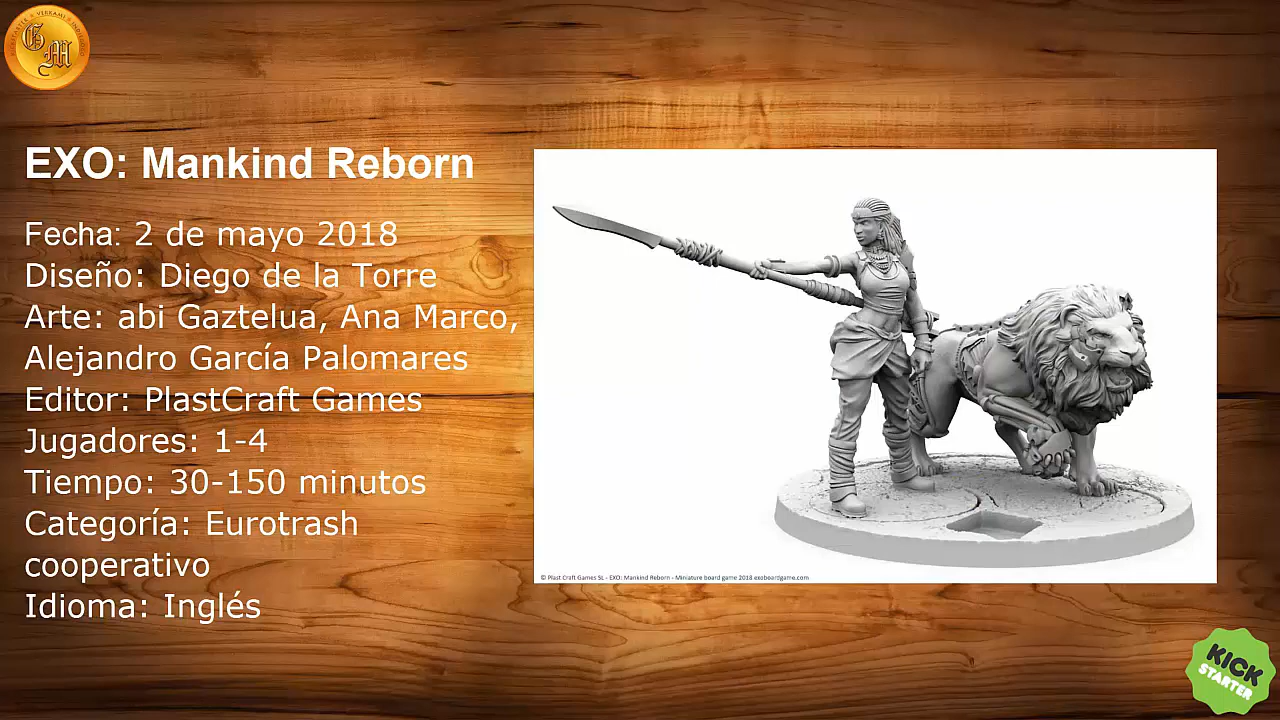 GM
EXO: Mankind Reborn
Fecha: 2 de mayo 2018
Diseño: Diego de la Torre
Arte: abi Gaztelua, Ana Marco,
Alejandro García Palomares
Editor: PlastCraft Games
Jugadores: 1-4
Tiempo: 30-150 minutos
Categoría: Eurotrash
cooperativo
Idioma: Inglés
© Plast Craft Games SL - EXO: Mankind Reborn - Miniature board game 2018 exoboardgame.com
KICK
STARTER